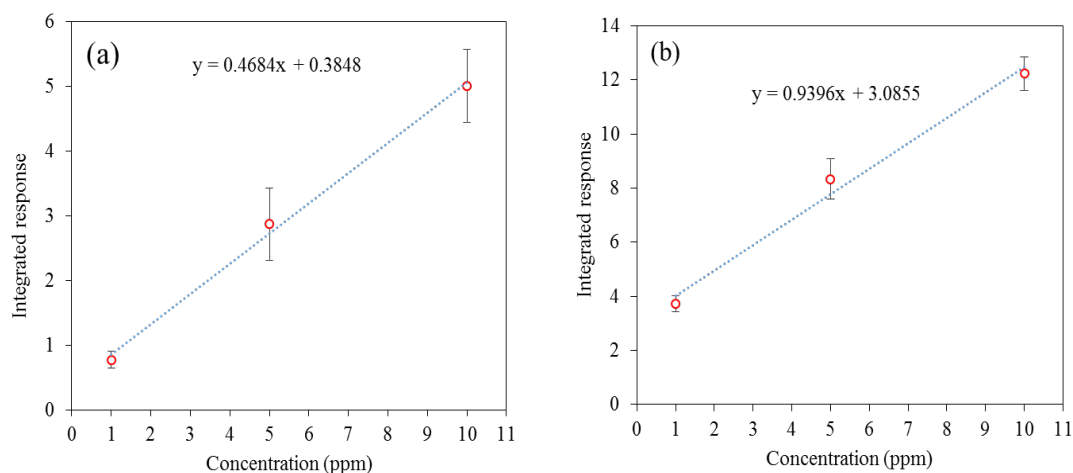 (a)
y = 0.4684x + 0.3848
Integrated response
6
5
4
3
2
1
0
0 1 2 3 4 5 6 7 8 9 10 11
Concentration (ppm)
(b)
y = 0.9396x + 3.0855
Integrated response
14
12
10
8
6
4
2
0
0 1 2 3 4 5 6 7 8 9 10 11
Concentration (ppm)